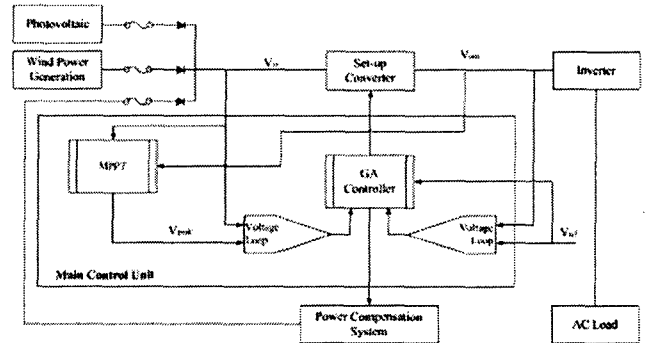 Photovoltaic
Wind Power
Generation
Set-up
Converter
Inverter
MPPT
GA
Controller
Voltage
Loop
Voltage
Loop
Main Control Unit
Power Compensation
System
AC Load